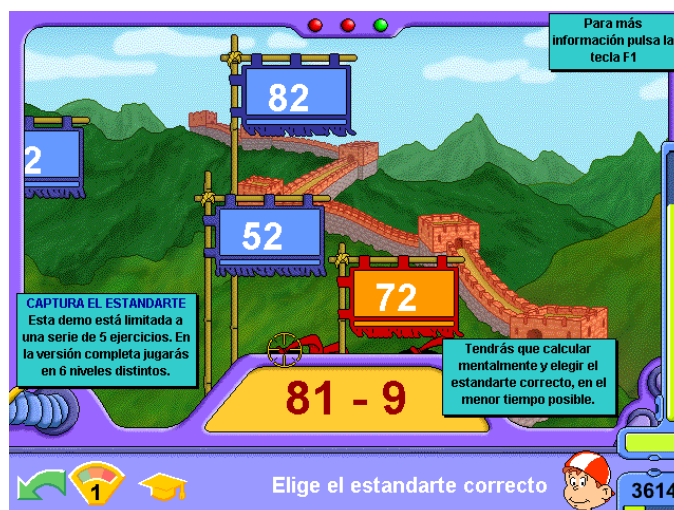 Para más
información pulsa la
tecla F1
82
2
52
72
CAPTURA EL ESTANDARTE
Esta demo está limitada a
una serie de 5 ejercicios. En
la versión completa jugarás
en 6 niveles distintos.
Tendrás que calcular
mentalmente y elegir el
estandarte correcto, en el
menor tiempo posible.
81 - 9
1
Elige el estandarte correcto
3614